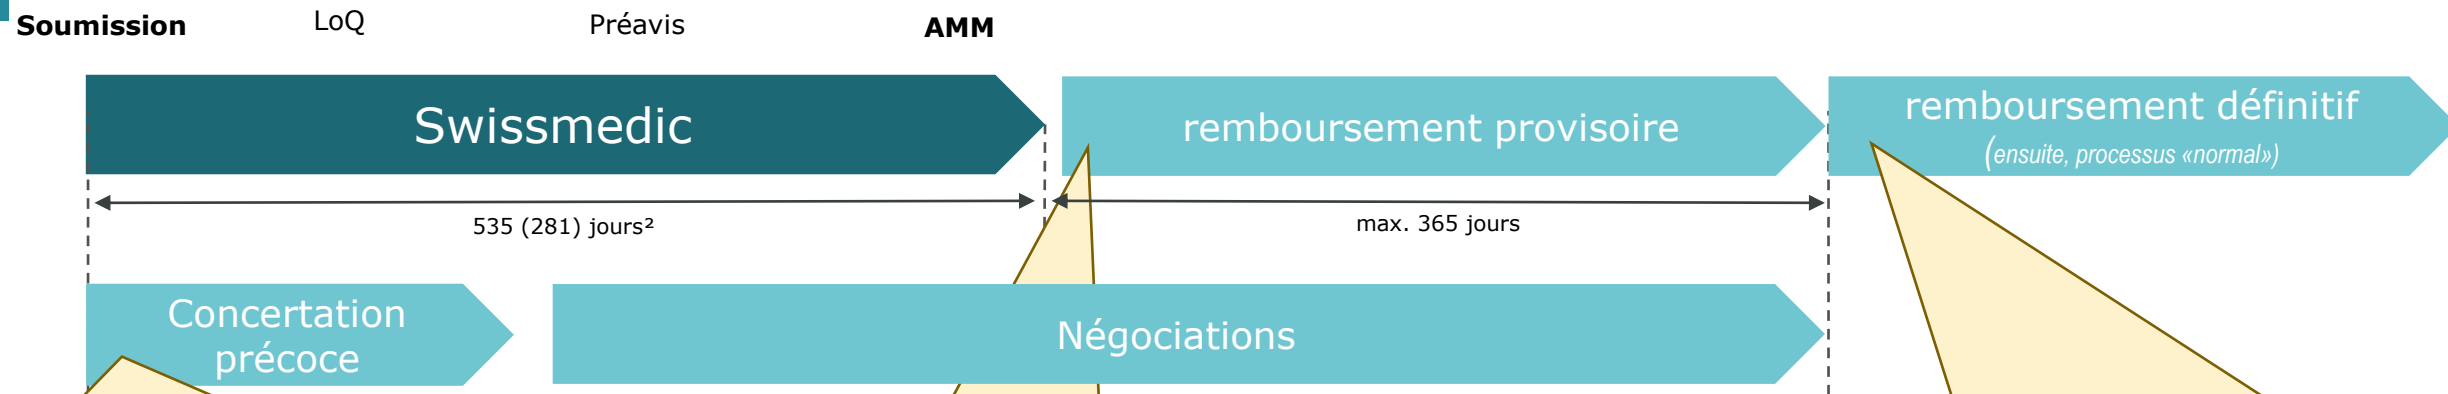 Soumission
LoQ
Préavis
AMM
Swissmedic
remboursement provisoire
remboursement définitif
(ensuite, processus «normal»)
535 (281) jours²
max. 365 jours
Concertation
précoce
Négociations